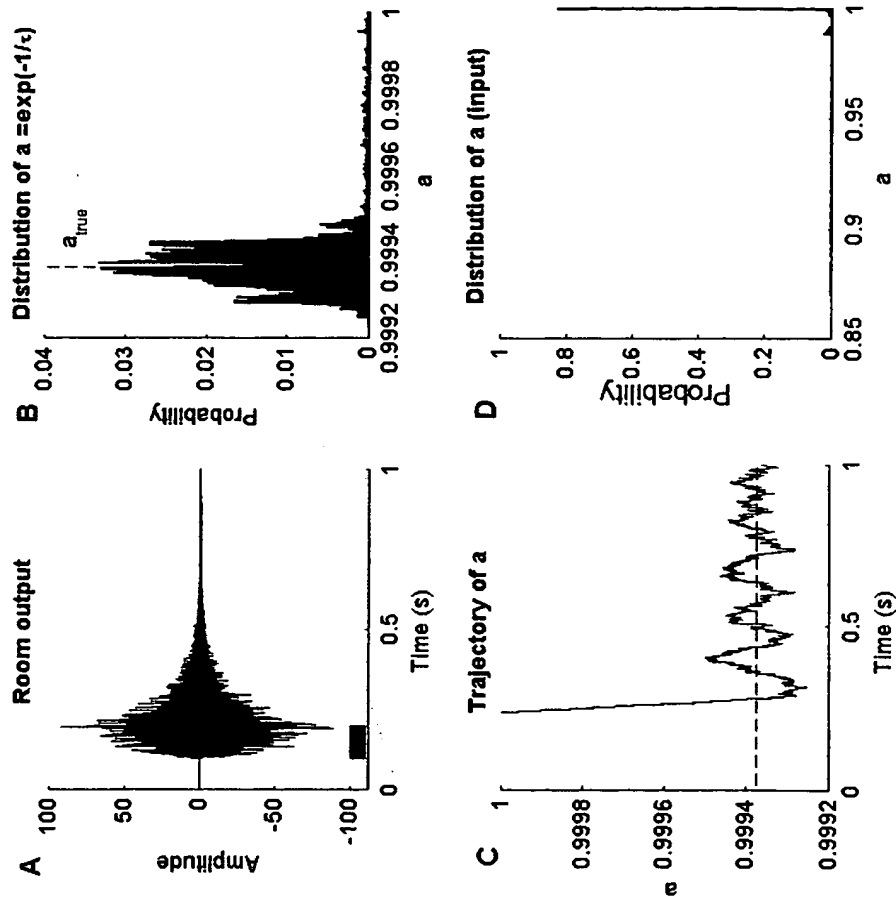 A
Room output
Amplitude
100
50
0
-50
-100
0
0.5
1
Time (s)
B
Distribution of a =exp(-1/τ)
Probability
0.04
0.03
0.02
0.01
0
a_true
0.9992 0.9994 0.9996 0.9998 1
a
C
Trajectory of a
a
1
0.9998
0.9996
0.9994
0.9992
0
0.5
1
Time (s)
D
Distribution of a (input)
Probability
1
0.8
0.6
0.4
0.2
0
0.85
0.9
0.95
1
a